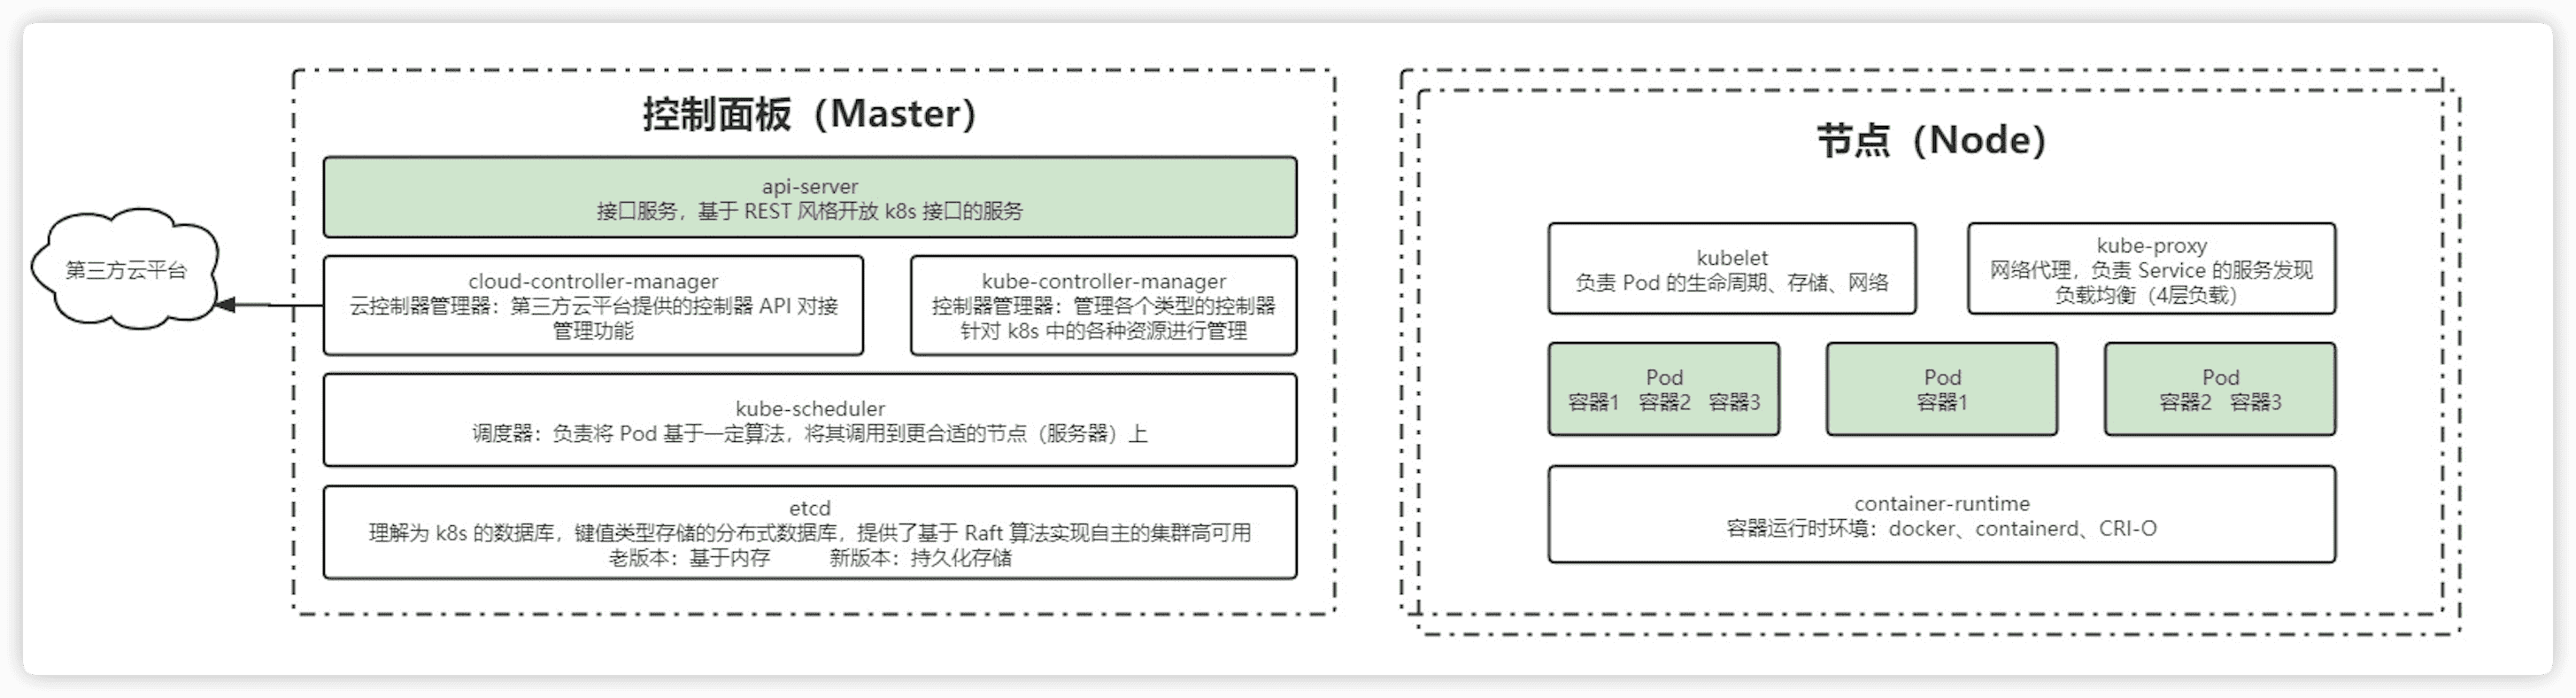 第三方云平台
控制面板（Master）
api-server
接口服务，基于 REST 风格开放 k8s 接口的服务
cloud-controller-manager
云控制器管理器：第三方云平台提供的控制器 API 对接
管理功能
kube-controller-manager
控制器管理器：管理各个类型的控制器
针对 k8s 中的各种资源进行管理
kube-scheduler
调度器：负责将 Pod 基于一定算法，将其调用到更合适的节点（服务器）上
etcd
理解为 k8s 的数据库，键值类型存储的分布式数据库，提供了基于 Raft 算法实现自主的集群高可用
老版本：基于内存 新版本：持久化存储
节点（Node）
kubelet
负责 Pod 的生命周期、存储、网络
kube-proxy
网络代理，负责 Service 的服务发现
负载均衡（4层负载）
Pod
容器1 容器2 容器3
Pod
容器1
Pod
容器2 容器3
container-runtime
容器运行时环境：docker、containerd、CRI-O